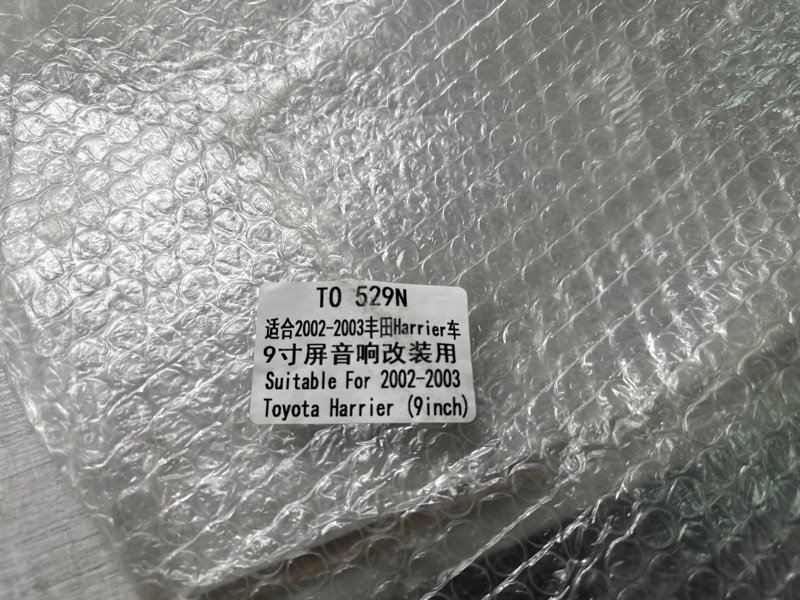 TO 529N
适合2002-2003丰田Harrier车
9寸屏音响改装用
Suitable For 2002-2003
Toyota Harrier (9inch)